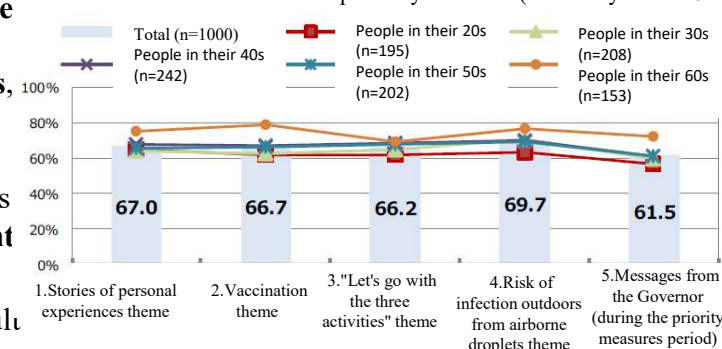 Total (n=1000)
People in their 20s
(n=195)
People in their 30s
(n=208)
People in their 40s
(n=242)
People in their 50s
(n=202)
People in their 60s
(n=153)
100%
80%
60%
40%
20%
0%
67.0
66.7
66.2
69.7
61.5
1.Stories of personal
experiences theme
2.Vaccination
theme
3."Let's go with
the three
activities" theme
4.Risk of
infection outdoors
from airborne
droplets theme
5.Messages from
the Governor
(during the priority
measures period)